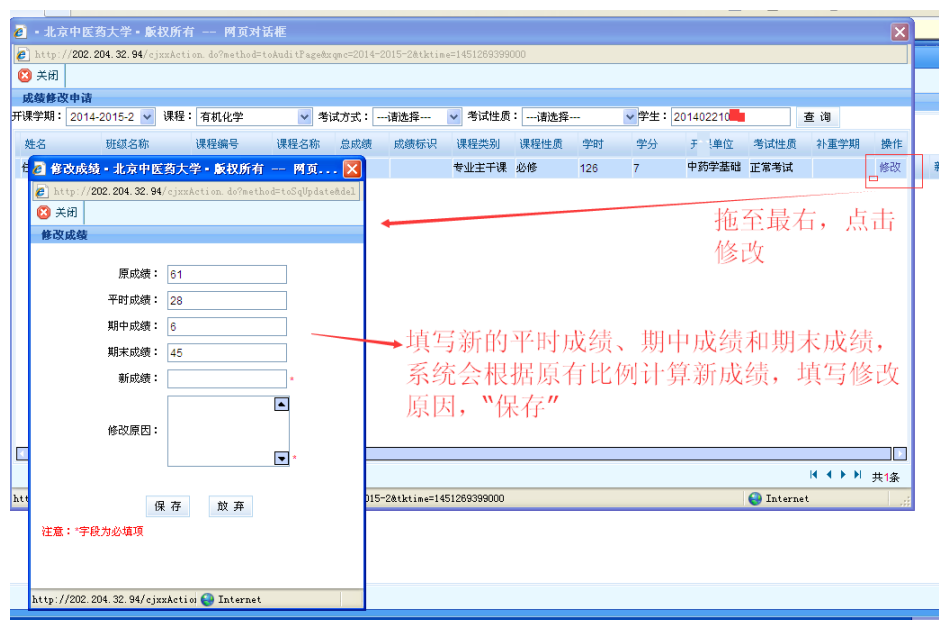 ·北京中医药大学·版权所有 -- 网页对话框
http://202.204.32.94/cjxxAction.do?method=toAuditPage&xqmc=2014-2015-2&tktime=1451269399000
关闭
成绩修改申请
开课学期: 2014-2015-2 课程: 有机化学 考试方式: ---请选择--- 考试性质: ---请选择--- 学生: 201402210 查 询
姓名 班级名称 课程编号 课程名称 总成绩 成绩标识 课程类别 课程性质 学时 学分 单位 考试性质 补重学期 操作
专业主干课 必修 126 7 中药学基础 正常考试 修改
修改成绩·北京中医药大学·版权所有 -- 网页...
http://202.204.32.94/cjxxAction.do?method=toSqUpdate&del
关闭
修改成绩
原成绩: 61
平时成绩: 28
期中成绩: 6
期末成绩: 45
新成绩: *
修改原因: *
保 存 放 弃
注意:*字段为必填项
http://202.204.32.94/cjxxActio Internet
拖至最右，点击
修改
填写新的平时成绩、期中成绩和期末成绩，
系统会根据原有比例计算新成绩，填写修改
原因，“保存”
共1条
htt 015-2&tktime=1451269399000 Internet